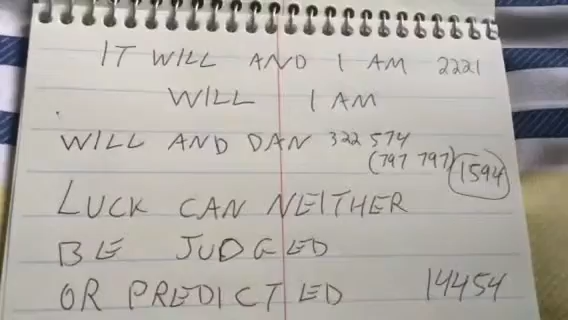 IT WILL AND I AM 2221
WILL I AM
WILL AND DAN 322 574
(797 797) 1594
LUCK CAN NEITHER
BE JUDGED
OR PREDICTED 14454